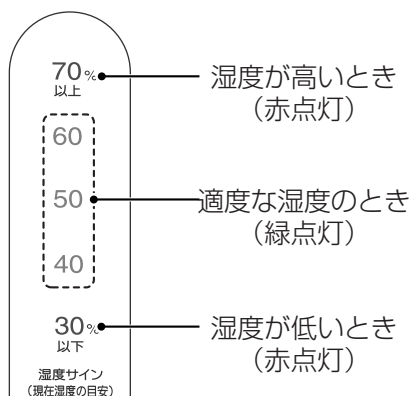 70%
以上
湿度が高いとき
（赤点灯）
60
50
適度な湿度のとき
（緑点灯）
40
30%
以下
湿度が低いとき
（赤点灯）
湿度サイン
（現在湿度の目安）